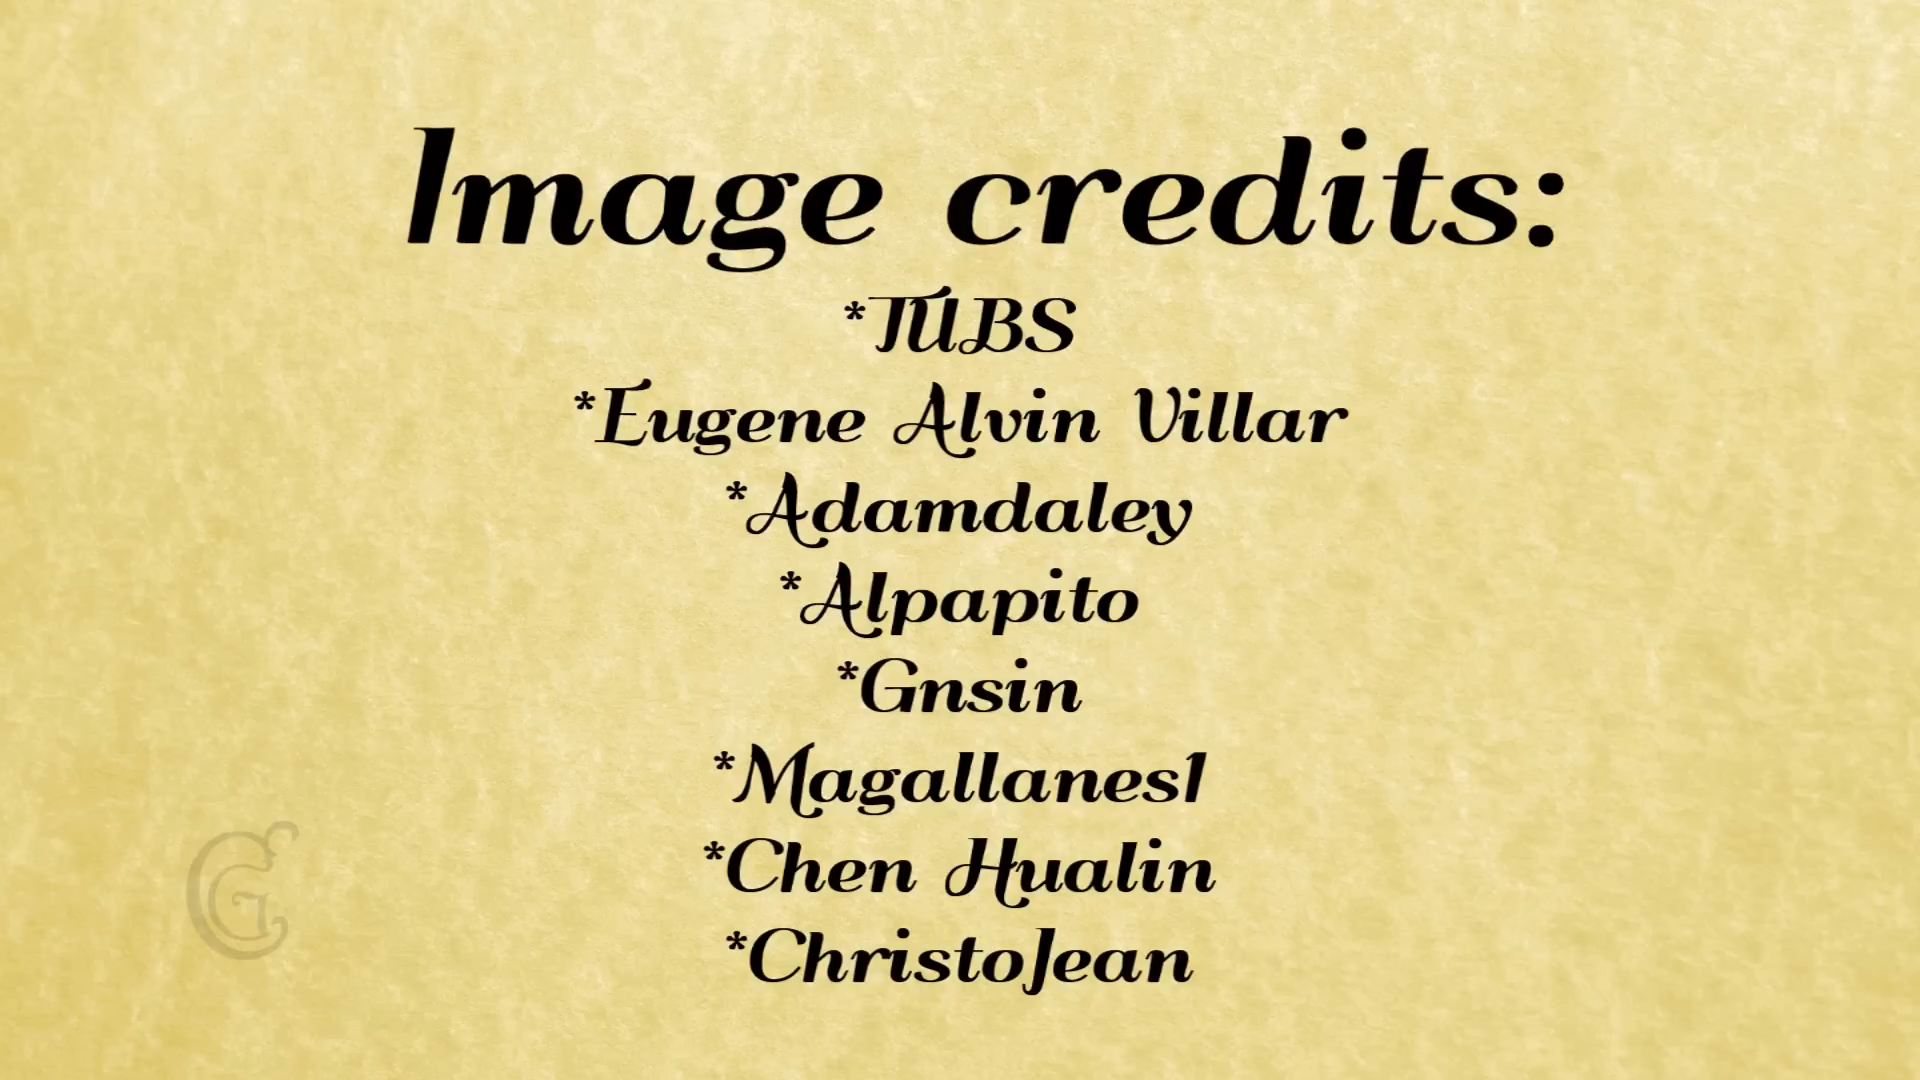 Image credits:
*TUBS
*Eugene Alvin Villar
*Adamdaley
*Alpapito
*Gnsin
*Magallanes1
*Chen Hualin
*ChristoJean